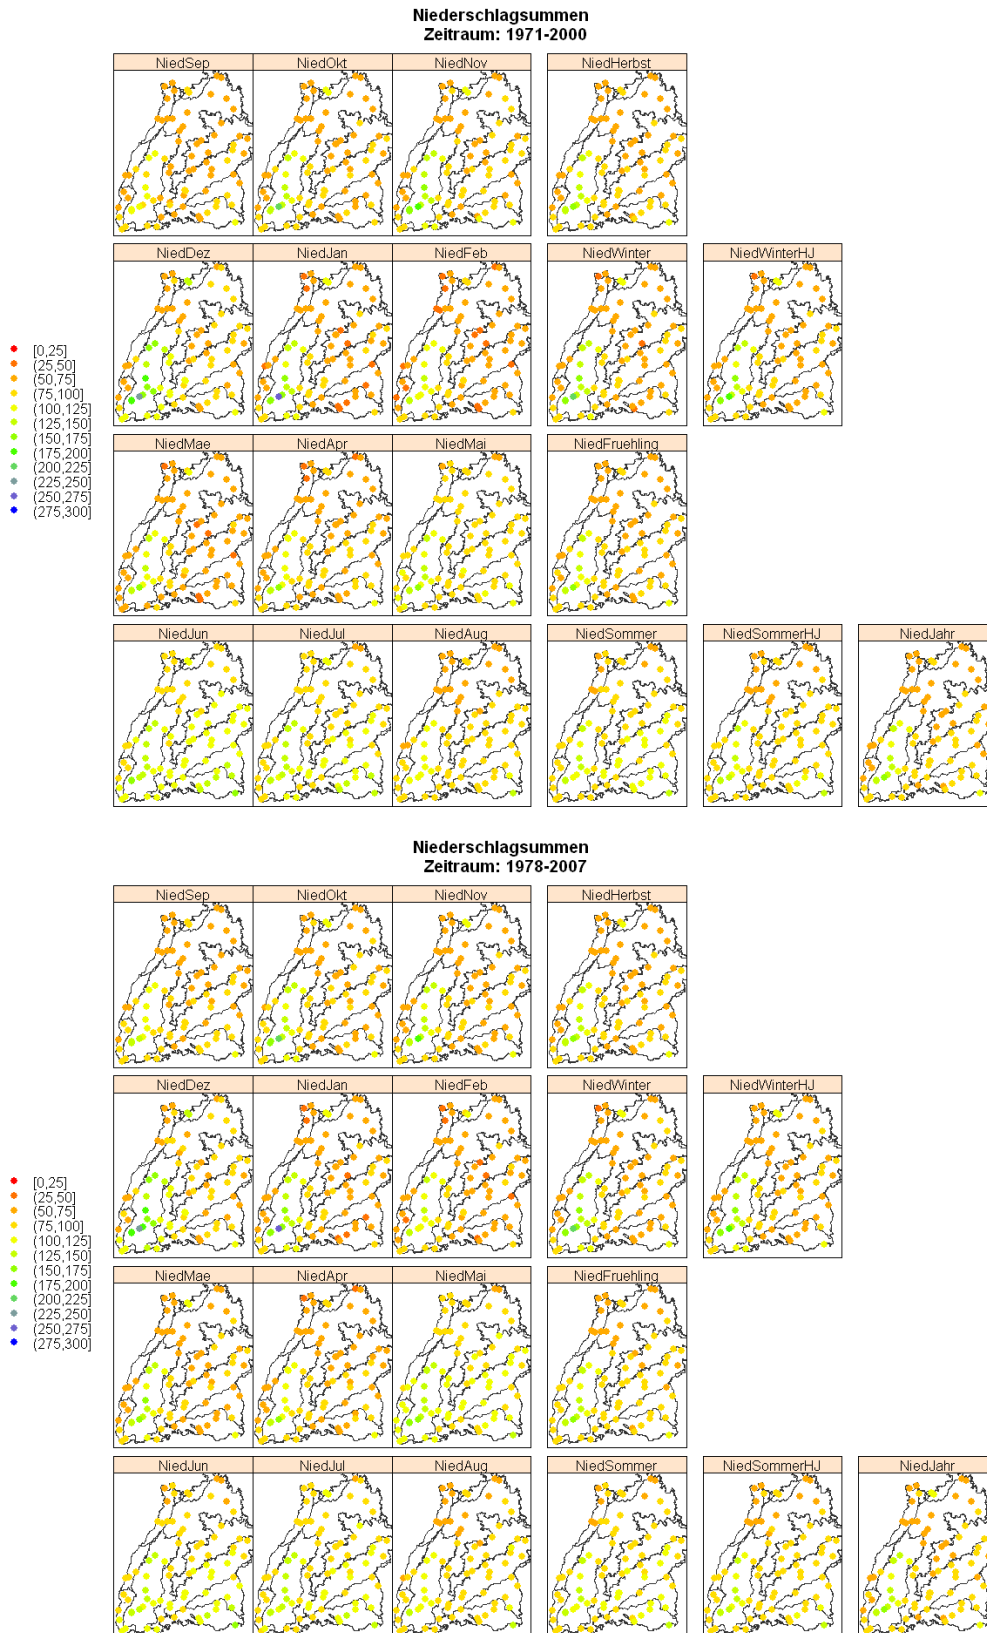 Niederschlagsummen
Zeitraum: 1971-2000
NiedSep NiedOkt NiedNov NiedHerbst
NiedDez NiedJan NiedFeb NiedWinter NiedWinterHJ
[0,25]
(25,50]
(50,75]
(75,100]
(100,125]
(125,150]
(150,175]
(175,200]
(200,225]
(225,250]
(250,275]
(275,300]
NiedMae NiedApr NiedMai NiedFruehling
NiedJun NiedJul NiedAug NiedSommer NiedSommerHJ NiedJahr
Niederschlagsummen
Zeitraum: 1978-2007
NiedSep NiedOkt NiedNov NiedHerbst
NiedDez NiedJan NiedFeb NiedWinter NiedWinterHJ
[0,25]
(25,50]
(50,75]
(75,100]
(100,125]
(125,150]
(150,175]
(175,200]
(200,225]
(225,250]
(250,275]
(275,300]
NiedMae NiedApr NiedMai NiedFruehling
NiedJun NiedJul NiedAug NiedSommer NiedSommerHJ NiedJahr